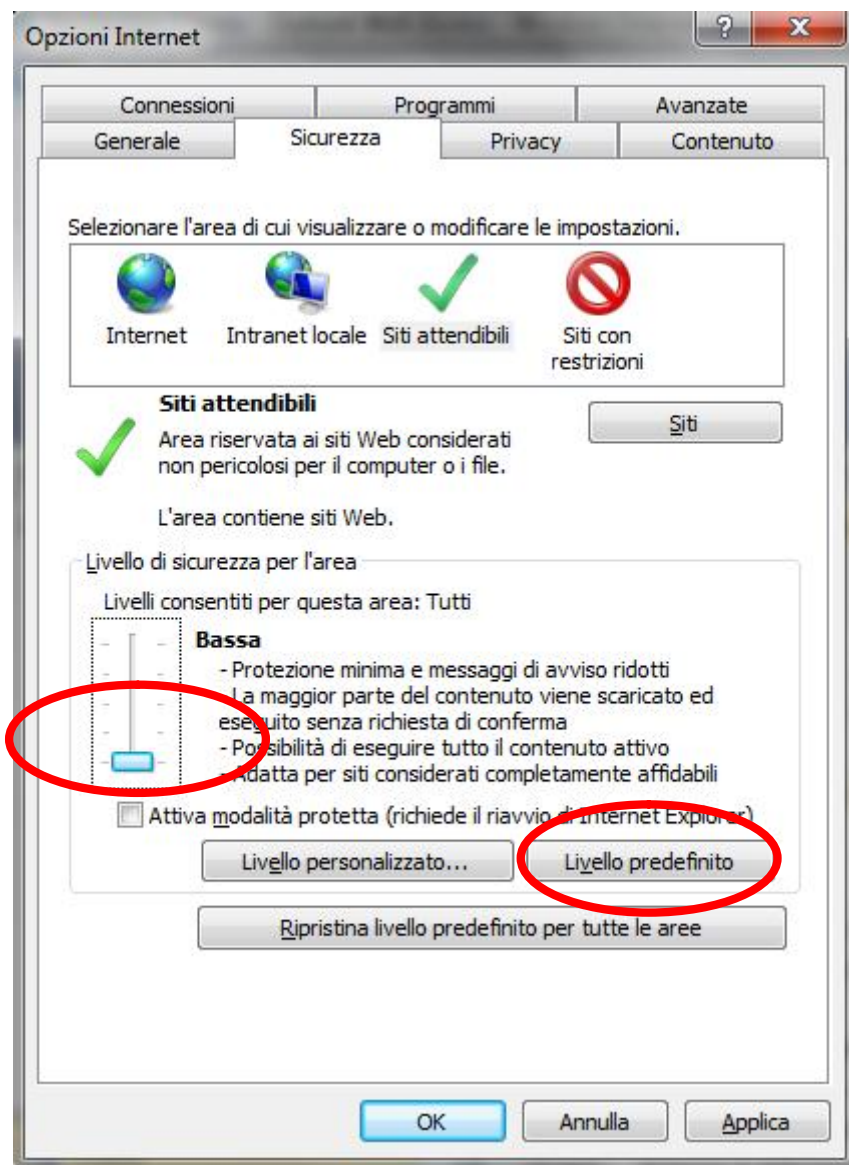 Opzioni Internet
Connessioni Programmi Avanzate
Generale Sicurezza Privacy Contenuto
Selezionare l'area di cui visualizzare o modificare le impostazioni.
Internet Intranet locale Siti attendibili Siti con
restrizioni
Siti attendibili
Siti
Area riservata ai siti Web considerati
non pericolosi per il computer o i file.
L'area contiene siti Web.
Livello di sicurezza per l'area
Livelli consentiti per questa area: Tutti
Bassa
- Protezione minima e messaggi di avviso ridotti
- La maggior parte del contenuto viene scaricato ed
eseguito senza richiesta di conferma
- Possibilità di eseguire tutto il contenuto attivo
- Adatta per siti considerati completamente affidabili
Attiva modalità protetta (richiede il riavvio di Internet Explorer)
Livello personalizzato... Livello predefinito
Ripristina livello predefinito per tutte le aree
OK Annulla Applica